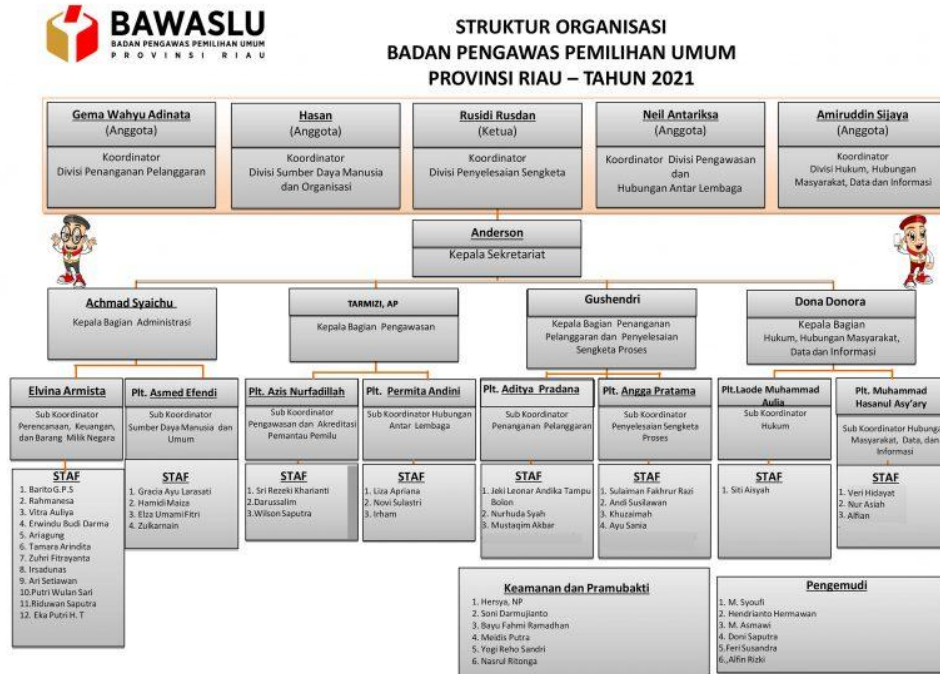 BAWASLU
BADAN PENGAWAS PEMILIHAN UMUM
PROVINSI RIAU
STRUKTUR ORGANISASI
BADAN PENGAWAS PEMILIHAN UMUM
PROVINSI RIAU – TAHUN 2021
Gema Wahyu Adinata
(Anggota)
Koordinator
Divisi Penanganan Pelanggaran
Hasan
(Anggota)
Koordinator
Divisi Sumber Daya Manusia
dan Organisasi
Rusidi Rusdan
(Ketua)
Koordinator
Divisi Penyelesaian Sengketa
Neil Antariksa
(Anggota)
Koordinator Divisi Pengawasan
dan
Hubungan Antar Lembaga
Amiruddin Sijaya
(Anggota)
Koordinator
Divisi Hukum, Hubungan
Masyarakat, Data dan Informasi
Anderson
Kepala Sekretariat
Achmad Syaichu
Kepala Bagian Administrasi
TARMIZI, AP
Kepala Bagian Pengawasan
Gushendri
Kepala Bagian Penanganan
Pelanggaran dan Penyelesaian
Sengketa Proses
Dona Donora
Kepala Bagian
Hukum, Hubungan Masyarakat,
Data dan Informasi
Elvina Armista
Sub Koordinator
Perencanaan, Keuangan,
dan Barang Milik Negara
Plt. Asmed Efendi
Sub Koordinator
Sumber Daya Manusia dan
Umum
Plt. Azis Nurfadillah
Sub Koordinator
Pengawasan dan Akreditasi
Pemantau Pemilu
Plt. Permita Andini
Sub Koordinator Hubungan
Antar Lembaga
Plt. Aditya Pradana
Sub Koordinator
Penanganan Pelanggaran
Plt. Angga Pratama
Sub Koordinator
Penyelesaian Sengketa
Proses
Plt.Laode Muhammad
Aulia
Sub Koordinator
Hukum
Plt. Muhammad
Hasanul Asy'ary
Sub Koordinator Hubunga
Masyarakat, Data, dan
Informasi
STAF
1. Barito G.P.S
2. Rahmanesa
3. Vitra Auliya
4. Erwindu Budi Darma
5. Ariagung
6. Tamara Arindita
7. Zuhri Fitrayanta
8. Irsadunas
9. Ari Setiawan
10.Putri Wulan Sari
11.Riduwan Saputra
12. Eka Putri H. T
STAF
1. Gracia Ayu Larasati
2. Hamidi Maiza
3. Elza UmamiFitri
4. Zulkarnain
STAF
1. Sri Rezeki Kharianti
2.Darussalim
3.Wilson Saputra
STAF
1. Liza Apriana
2. Novi Sulastri
3. Irham
STAF
1. Jeki Leonar Andika Tampu
Bolon
2. Nurhuda Syah
3. Mustaqim Akbar
STAF
1. Sulaiman Fakhrur Razi
2. Andi Susilawan
3. Khuzaimah
4. Ayu Sania
STAF
1. Siti Aisyah
STAF
1. Veri Hidayat
2. Nur Asiah
3. Alfian
Keamanan dan Pramubakti
1. Hersya, NP
2. Soni Darmujianto
3. Bayu Fahmi Ramadhan
4. Meidis Putra
5. Yogi Reho Sandri
6. Nasrul Ritonga
Pengemudi
1. M. Syoufi
2. Hendrianto Hermawan
3. M. Asmawi
4. Doni Saputra
5.Feri Susandra
6.,Alfin Rizki